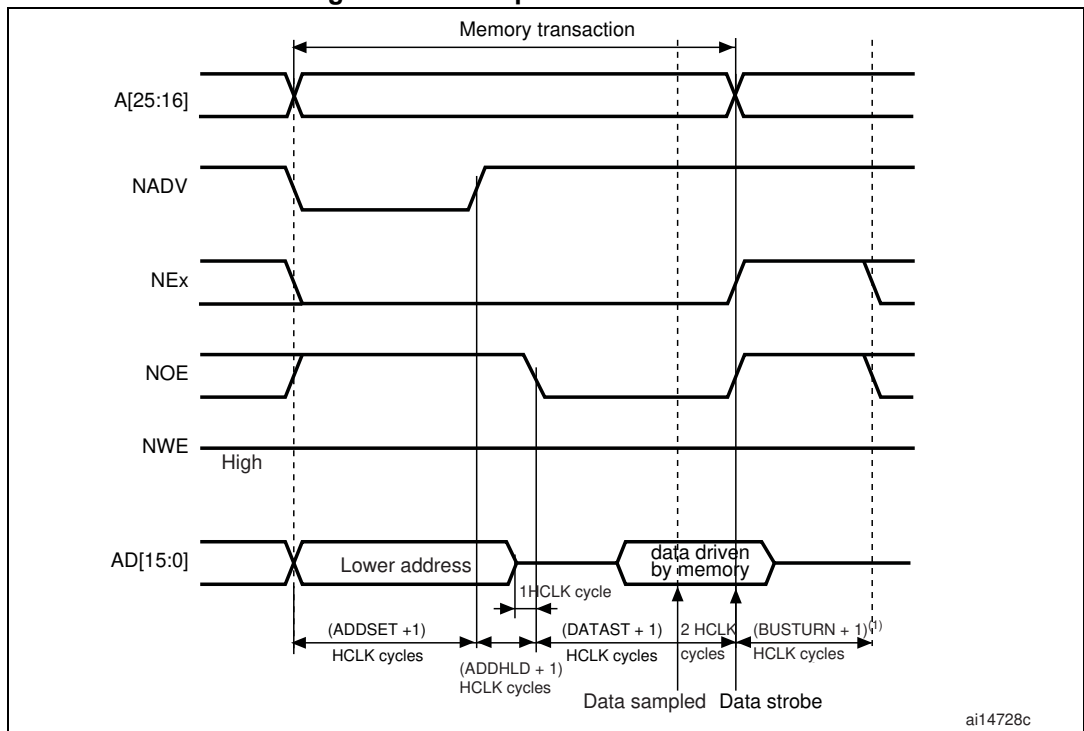 Memory transaction
A[25:16]
NADV
NEx
NOE
NWE
High
AD[15:0]
Lower address
data driven
by memory
1HCLK cycle
(ADDSET +1)
HCLK cycles
(ADDHLD + 1)
HCLK cycles
(DATAST + 1)
HCLK cycles
2 HCLK
cycles
(BUSTURN + 1)(1)
HCLK cycles
Data sampled
Data strobe
ai14728c